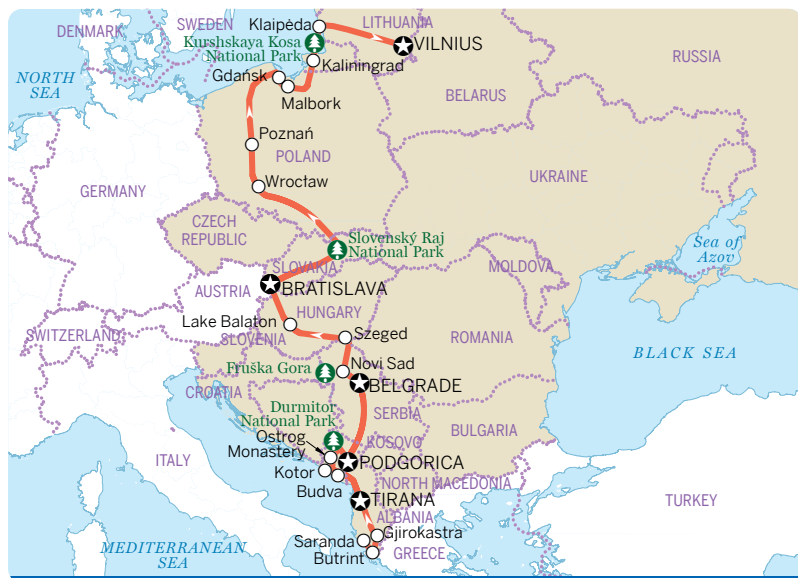 SWEDEN
DENMARK
Klaipėda
LITHUANIA
Kurshskaya Kosa
National Park
VILNIUS
Kaliningrad
RUSSIA
NORTH
SEA
Gdańsk
Malbork
BELARUS
Poznań
POLAND
Wrocław
UKRAINE
GERMANY
CZECH
REPUBLIC
Slovenský Raj
National Park
Sea of
Azov
SLOVAKIA
MOLDOVA
AUSTRIA
BRATISLAVA
HUNGARY
Lake Balaton
SWITZERLAND
SLOVENIA
Szeged
ROMANIA
BLACK SEA
Novi Sad
Fruška Gora
BELGRADE
CROATIA
Durmitor
National Park
SERBIA
BULGARIA
Ostrog
Monastery
KOSOVO
ITALY
PODGORICA
Kotor
NORTH MACEDONIA
Budva
TIRANA
TURKEY
ALBANIA
Gjirokastra
Saranda
MEDITERRANEAN
SEA
Butrint
GREECE